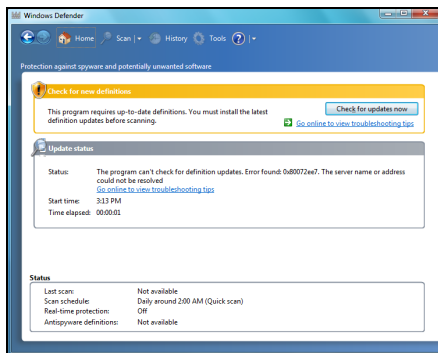 Windows Defender
Home Scan History Tools
Protection against spyware and potentially unwanted software
Check for new definitions
This program requires up-to-date definitions. You must install the latest
definition updates before scanning.
Check for updates now
Go online to view troubleshooting tips
Update status
Status: The program can't check for definition updates. Error found: 0x80072ee7. The server name or address
could not be resolved
Go online to view troubleshooting tips
Start time: 3:13 PM
Time elapsed: 00:00:01
Status
Last scan: Not available
Scan schedule: Daily around 2:00 AM (Quick scan)
Real-time protection: Off
Antispyware definitions: Not available